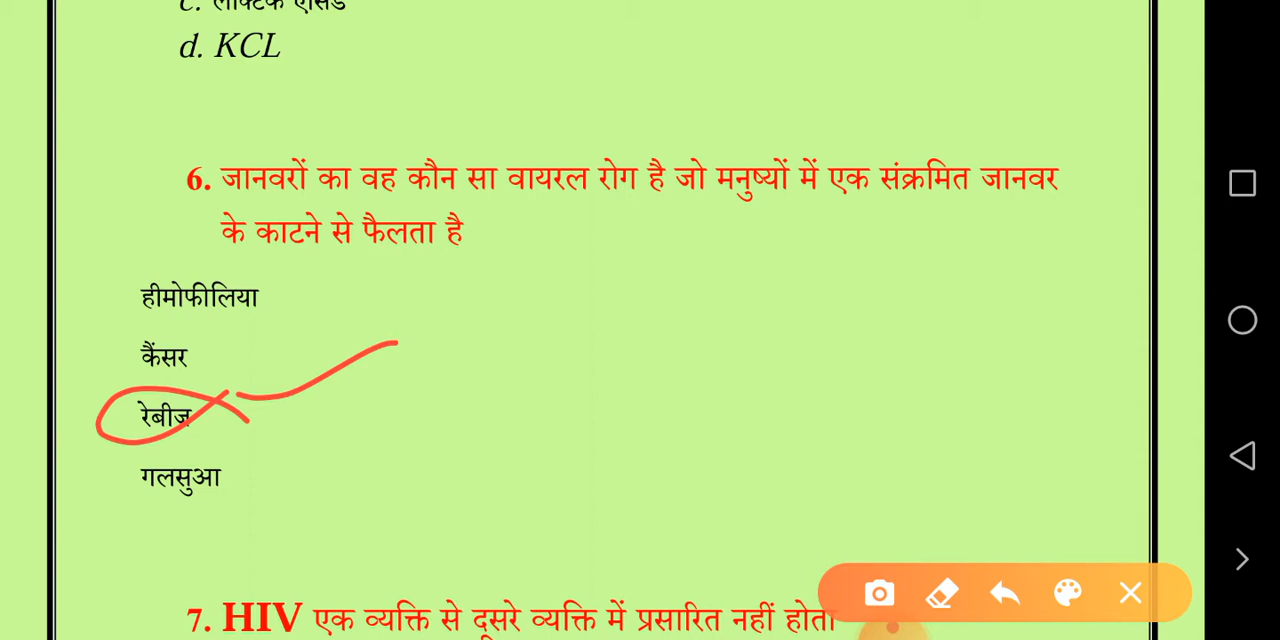 c. लैक्टिक एसिड
d. KCL
6. जानवरों का वह कौन सा वायरल रोग है जो मनुष्यों में एक संक्रमित जानवर
के काटने से फैलता है
हीमोफीलिया
कैंसर
रेबीज
गलसुआ
7. HIV एक व्यक्ति से दूसरे व्यक्ति में प्रसारित नहीं होता